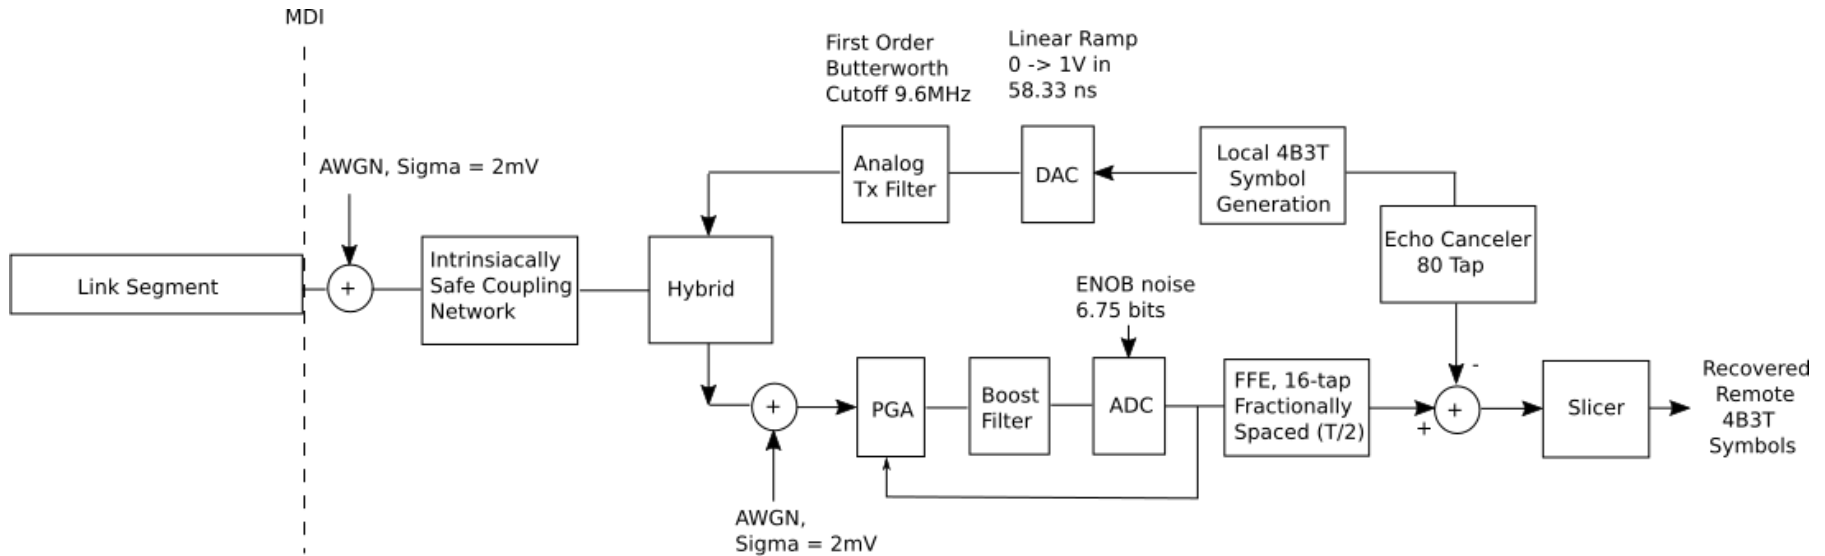 MDI
First Order
Butterworth
Cutoff 9.6MHz
Linear Ramp
0 -> 1V in
58.33 ns
AWGN, Sigma = 2mV
Analog
Tx Filter
DAC
Local 4B3T
Symbol
Generation
Link Segment
+
Intrinsiacally
Safe Coupling
Network
Hybrid
ENOB noise
6.75 bits
Echo Canceler
80 Tap
+
PGA
Boost
Filter
ADC
FFE, 16-tap
Fractionally
Spaced (T/2)
-
+
+
Slicer
Recovered
Remote
4B3T
Symbols
AWGN,
Sigma = 2mV